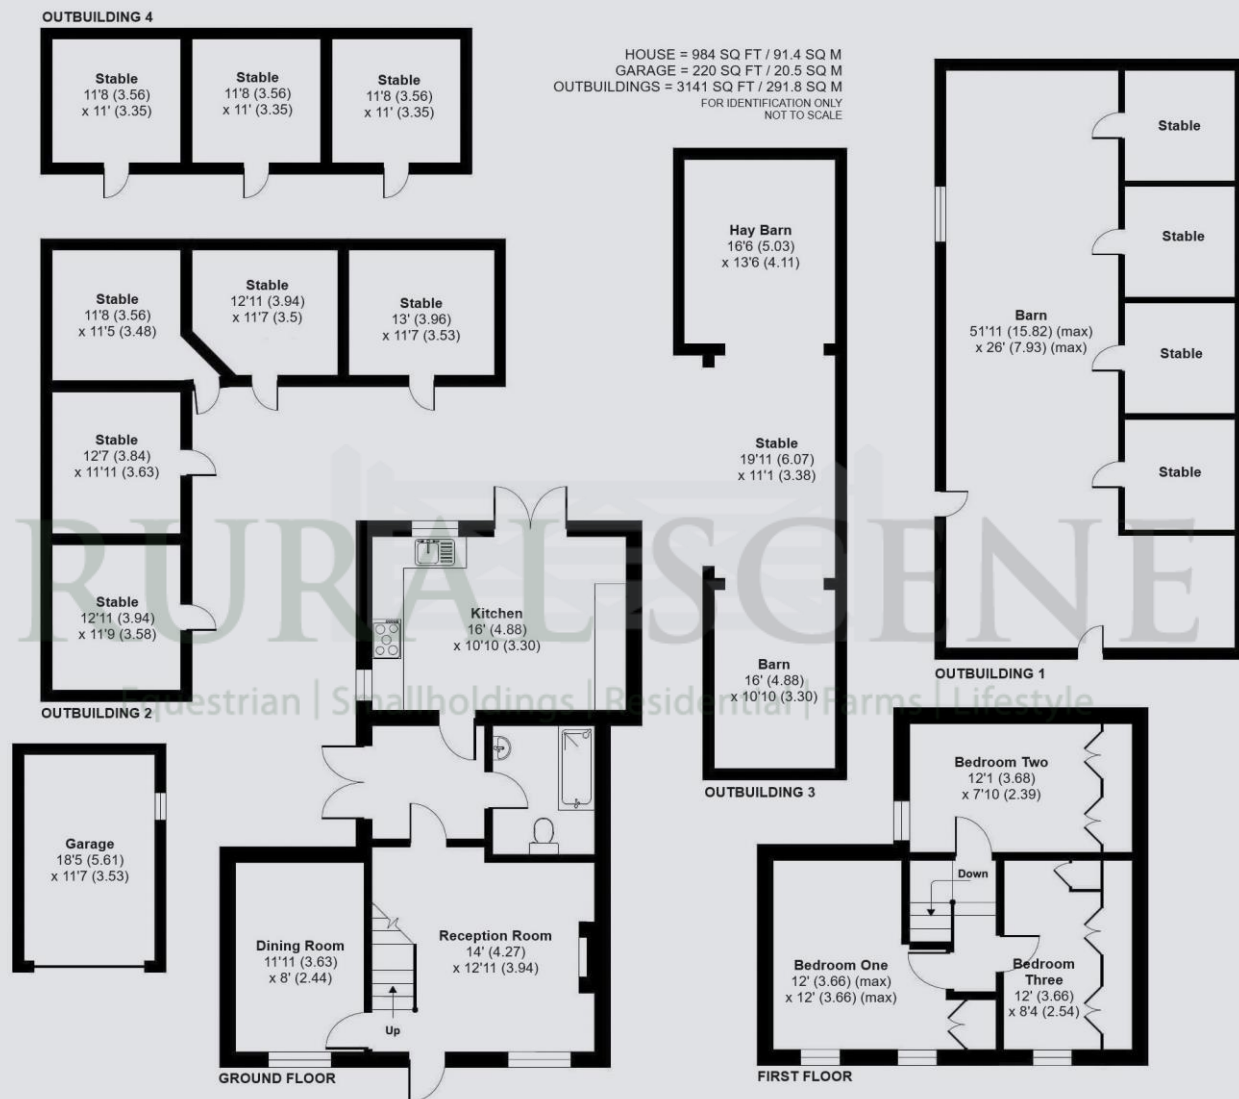 OUTBUILDING 4
Stable
11'8 (3.56)
x 11' (3.35)
Stable
11'8 (3.56)
x 11' (3.35)
Stable
11'8 (3.56)
x 11' (3.35)
HOUSE = 984 SQ FT / 91.4 SQ M
GARAGE = 220 SQ FT / 20.5 SQ M
OUTBUILDINGS = 3141 SQ FT / 291.8 SQ M
FOR IDENTIFICATION ONLY
NOT TO SCALE
Stable
11'8 (3.56)
x 11'5 (3.48)
Stable
12'11 (3.94)
x 11'7 (3.5)
Stable
13' (3.96)
x 11'7 (3.53)
Stable
12'7 (3.84)
x 11'11 (3.63)
Stable
12'11 (3.94)
x 11'9 (3.58)
OUTBUILDING 2
Hay Barn
16'6 (5.03)
x 13'6 (4.11)
Stable
19'11 (6.07)
x 11'1 (3.38)
Barn
16' (4.88)
x 10'10 (3.30)
OUTBUILDING 3
Barn
51'11 (15.82) (max)
x 26' (7.93) (max)
Stable
Stable
Stable
Stable
OUTBUILDING 1
RURAL SCENE
Equestrian | Smallholdings | Residential | Farms | Lifestyle
Garage
18'5 (5.61)
x 11'7 (3.53)
Kitchen
16' (4.88)
x 10'10 (3.30)
Dining Room
11'11 (3.63)
x 8' (2.44)
Up
Reception Room
14' (4.27)
x 12'11 (3.94)
GROUND FLOOR
Bedroom Two
12'1 (3.68)
x 7'10 (2.39)
Down
Bedroom One
12' (3.66) (max)
x 12' (3.66) (max)
Bedroom
Three
12' (3.66)
x 8'4 (2.54)
FIRST FLOOR